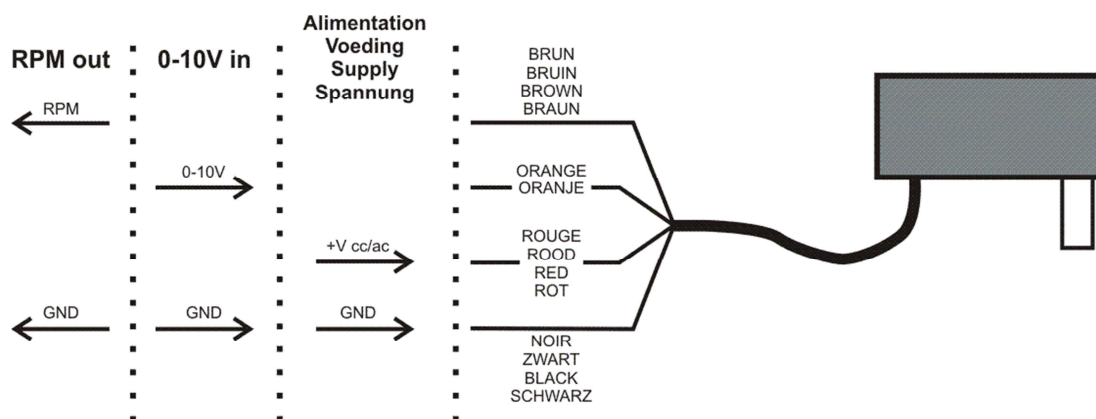 RPM out
0-10V in
Alimentation
Voeding
Supply
Spannung
BRUN
BRUIN
BROWN
BRAUN
RPM
0-10V
ORANGE
ORANJE
+V cc/ac
ROUGE
ROOD
RED
ROT
GND
GND
GND
NOIR
ZWART
BLACK
SCHWARZ